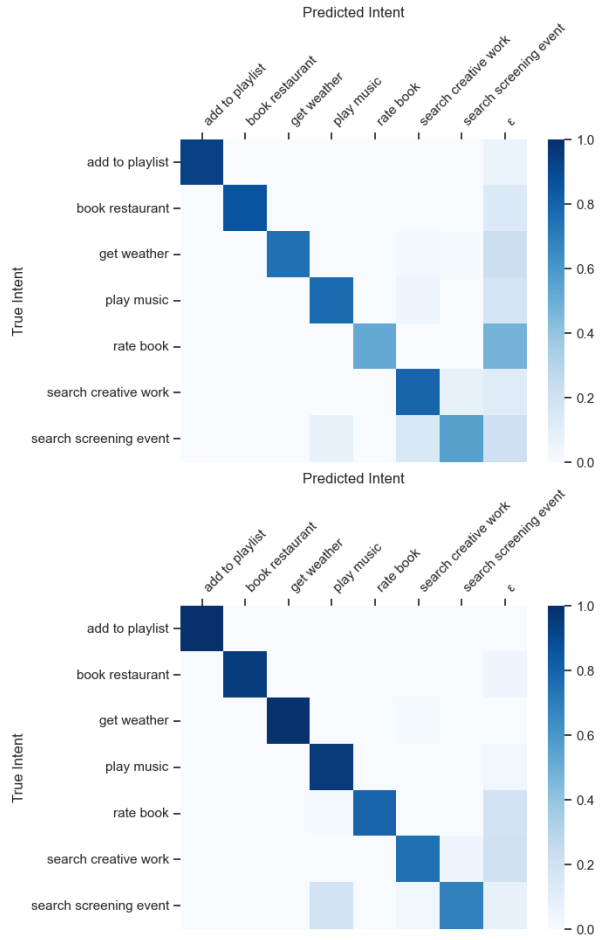 Predicted Intent
add to playlist
book restaurant
get weather
play music
rate book
search creative work
search screening event
ε
True Intent
add to playlist
book restaurant
get weather
play music
rate book
search creative work
search screening event
1.0
0.8
0.6
0.4
0.2
0.0
Predicted Intent
add to playlist
book restaurant
get weather
play music
rate book
search creative work
search screening event
ε
True Intent
add to playlist
book restaurant
get weather
play music
rate book
search creative work
search screening event
1.0
0.8
0.6
0.4
0.2
0.0